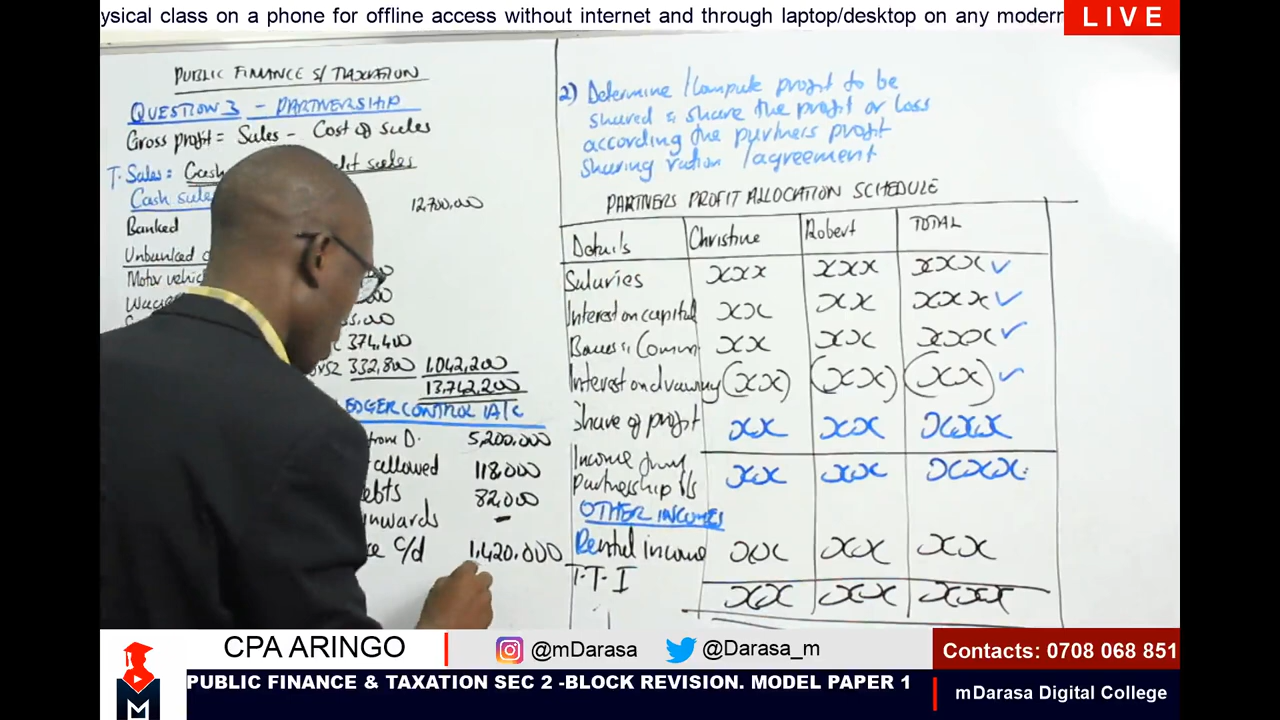 ysical class on a phone for offline access without internet and through laptop/desktop on any modern
LIVE
PUBLIC FINANCE S/ TAXATION
QUESTION 3 - PARTNERSHIP
Gross profit = Sales - Cost of sales
T. Sales = Cash sales
Cash sale
12,700,000
Banked
Unbanked
Motor vehic
374,400
332,800 1,042,200
13,742,200
EDGER CONTROL A/C
from D. 5,200,000
allowed 118,000
ebts 82,000
inwards -
ce c/d 1,420,000
2) Determine / Compute profit to be
shared & share the profit or loss
according the partners profit
sharing ration / agreement
PARTNERS PROFIT ALLOCATION SCHEDULE
Details Christine Robert TOTAL
Salaries xxx xxx xxx ✓
Interest on capital xx xx xxx ✓
xx xx xxx ✓
Interest on drawing (xx) (xx) (xx) ✓
Share of profit xx xx xxx
Income from
Partnership xx xx xxx
OTHER INCOMES
Rental income xx xx xx
T.T.I xx xx xxx
CPA ARINGO
@mDarasa
@Darasa_m
Contacts: 0708 068 851
M
PUBLIC FINANCE & TAXATION SEC 2 -BLOCK REVISION. MODEL PAPER 1
mDarasa Digital College